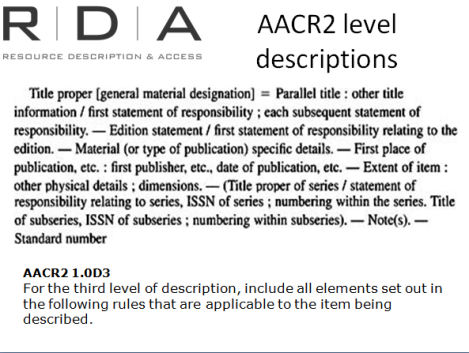 R|D|A
RESOURCE DESCRIPTION & ACCESS
AACR2 level
descriptions
Title proper [general material designation] = Parallel title : other title
information / first statement of responsibility ; each subsequent statement of
responsibility. — Edition statement / first statement of responsibility relating to the
edition. — Material (or type of publication) specific details. — First place of
publication, etc. : first publisher, etc., date of publication, etc. — Extent of item :
other physical details ; dimensions. — (Title proper of series / statement of
responsibility relating to series, ISSN of series ; numbering within the series. Title
of subseries, ISSN of subseries ; numbering within subseries). — Note(s). —
Standard number
AACR2 1.0D3
For the third level of description, include all elements set out in
the following rules that are applicable to the item being
described.